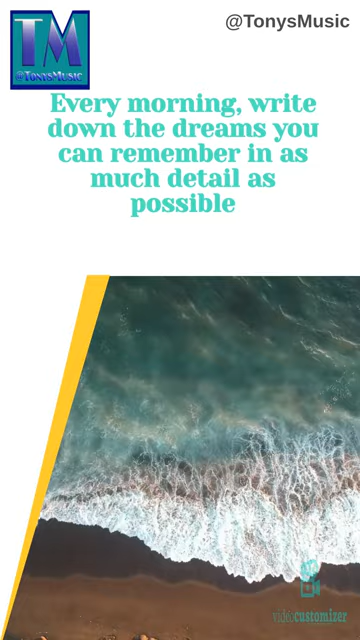 TM
@TonysMusic
@TonysMusic
Every morning, write
down the dreams you
can remember in as
much detail as
possible
videocustomizer